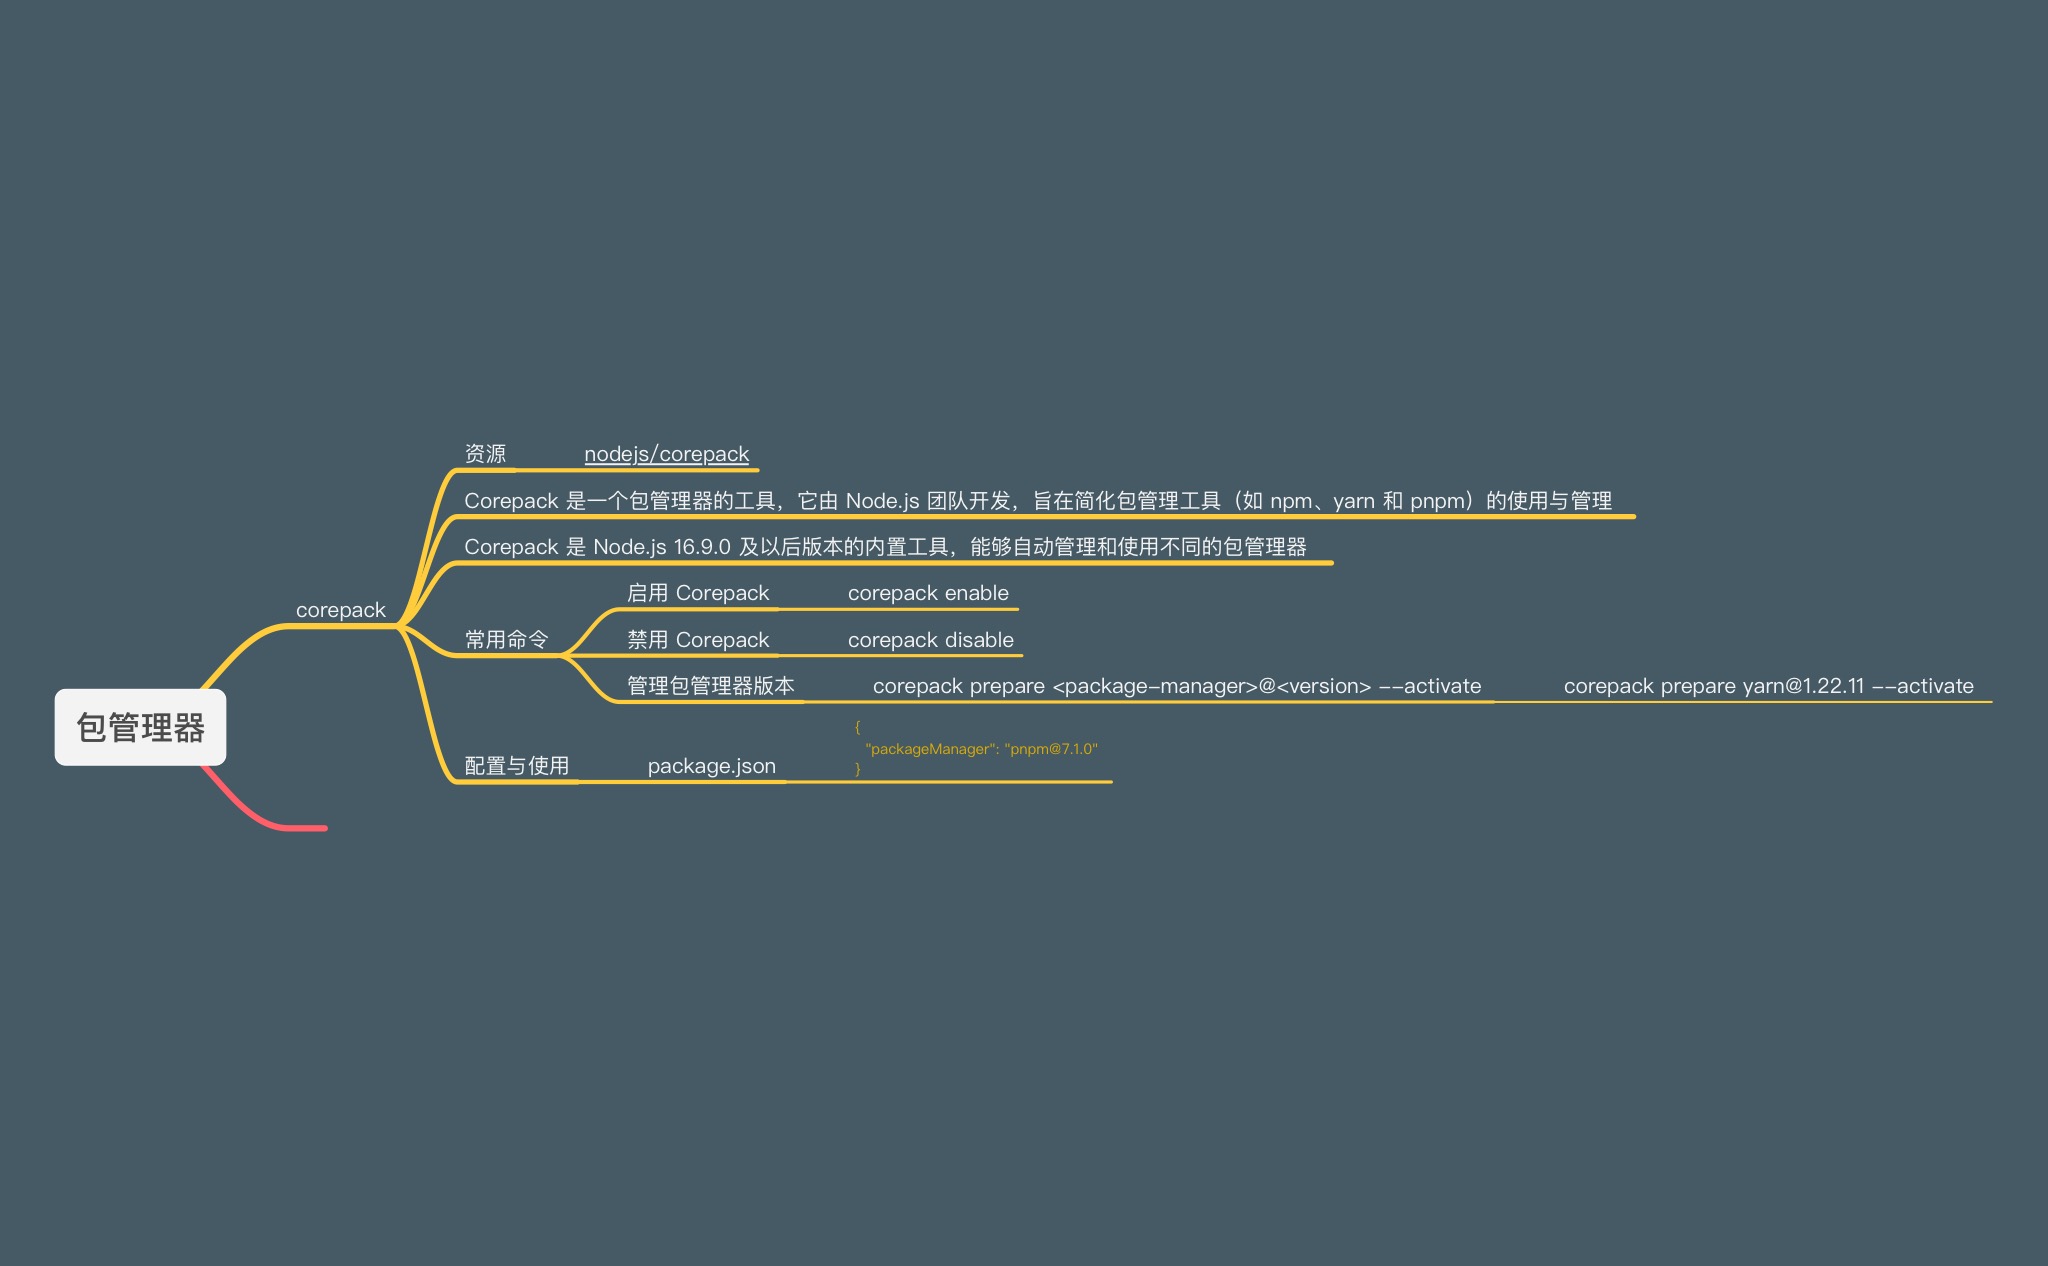 包管理器
corepack
资源
nodejs/corepack
Corepack 是一个包管理器的工具，它由 Node.js 团队开发，旨在简化包管理工具（如 npm、yarn 和 pnpm）的使用与管理
Corepack 是 Node.js 16.9.0 及以后版本的内置工具，能够自动管理和使用不同的包管理器
常用命令
启用 Corepack
corepack enable
禁用 Corepack
corepack disable
管理包管理器版本
corepack prepare <package-manager>@<version> --activate
corepack prepare yarn@1.22.11 --activate
配置与使用
package.json
{
"packageManager": "pnpm@7.1.0"
}